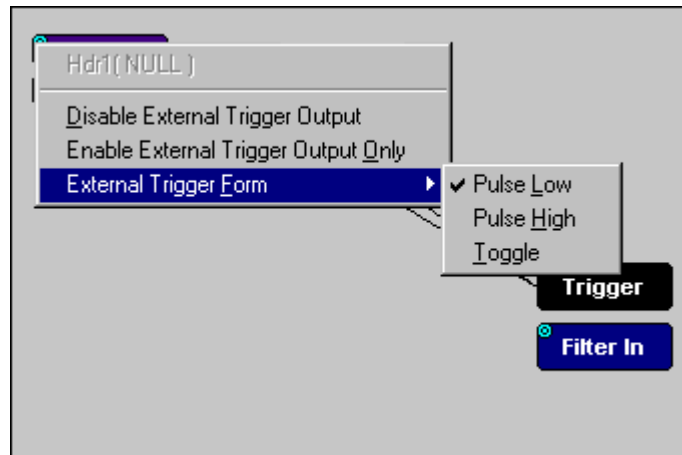 Hdr1( NULL )
Disable External Trigger Output
Enable External Trigger Output Only
External Trigger Form
Pulse Low
Pulse High
Toggle
Trigger
Filter In